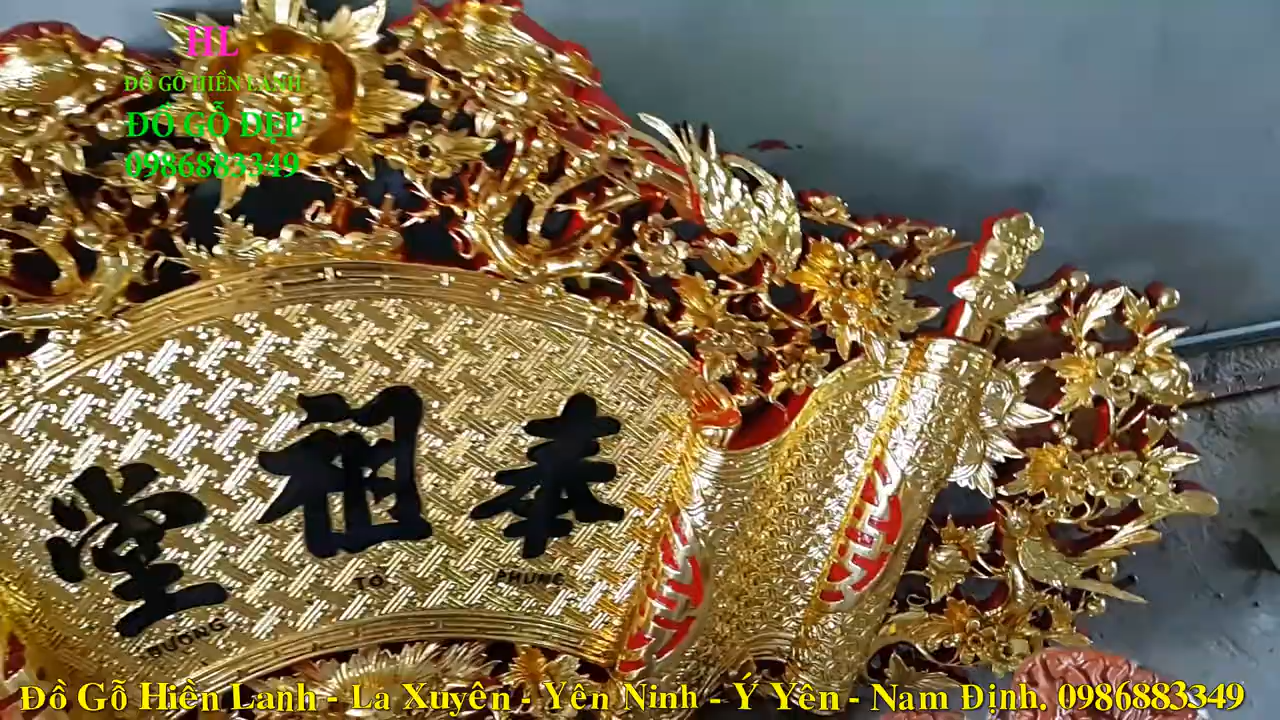 HL
ĐỒ GỖ HIỀN LANH
ĐỒ GỖ ĐẸP
0986883349
堂祖奉
ĐƯỜNG TỔ PHỤNG
Đồ Gỗ Hiền Lanh - La Xuyên - Yên Ninh - Ý Yên - Nam Định. 0986883349